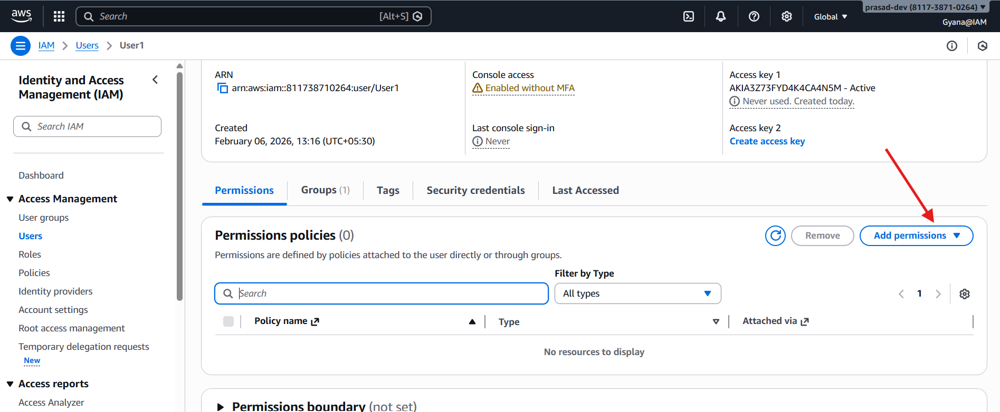 aws
Search
[Alt+S]
Global
prasad-dev (8117-3871-0264)
Gyana@IAM
IAM
Users
User1
Identity and Access
Management (IAM)
Search IAM
Dashboard
Access Management
User groups
Users
Roles
Policies
Identity providers
Account settings
Root access management
Temporary delegation requests
New
Access reports
Access Analyzer
ARN
arn:aws:iam::811738710264:user/User1
Console access
Enabled without MFA
Access key 1
AKIA3Z73FYD4K4CA4N5M - Active
Never used. Created today.
Created
February 06, 2026, 13:16 (UTC+05:30)
Last console sign-in
Never
Access key 2
Create access key
Permissions
Groups (1)
Tags
Security credentials
Last Accessed
Permissions policies (0)
Remove
Add permissions
Permissions are defined by policies attached to the user directly or through groups.
Filter by Type
Search
All types
1
Policy name
Type
Attached via
No resources to display
Permissions boundary (not set)